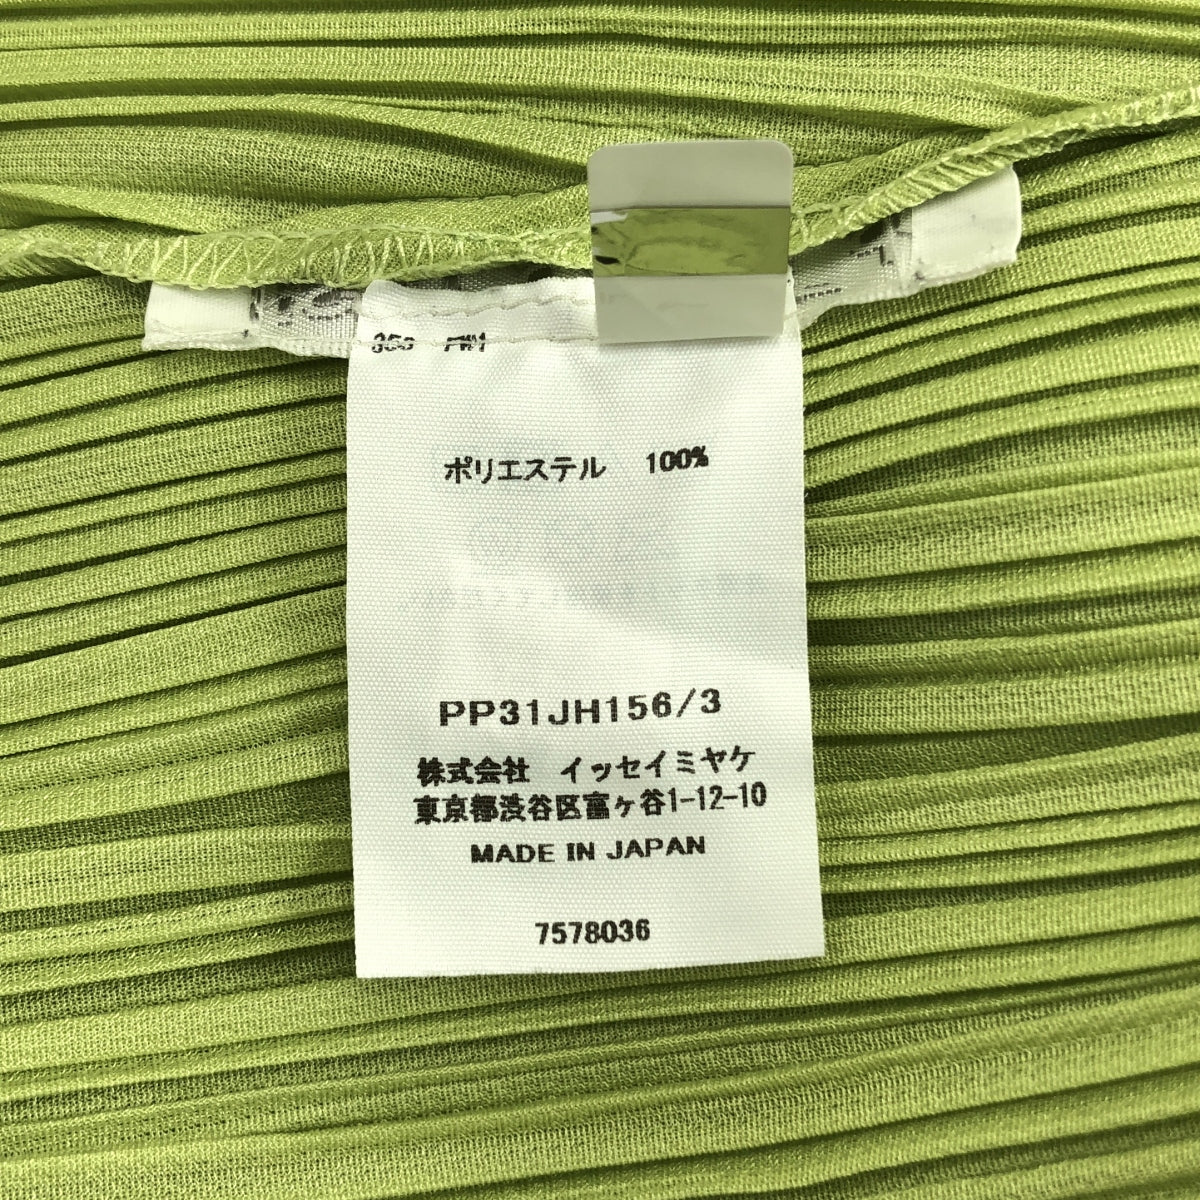 ポリエステル 100%
PP31JH156/3
株式会社 イッセイミヤケ
東京都渋谷区富ヶ谷1-12-10
MADE IN JAPAN
7578036